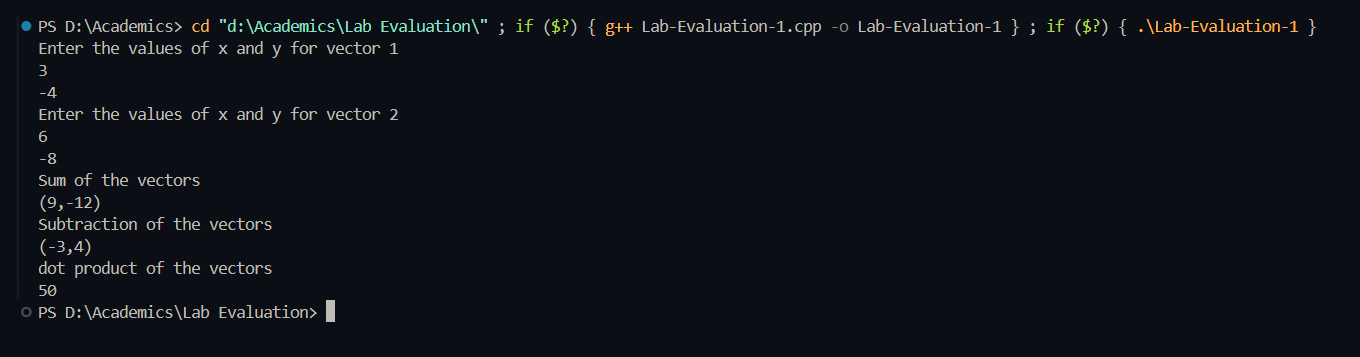 PS D:\Academics> cd "d:\Academics\Lab Evaluation\" ; if ($?) { g++ Lab-Evaluation-1.cpp -o Lab-Evaluation-1 } ; if ($?) { .\Lab-Evaluation-1 }
Enter the values of x and y for vector 1
3
-4
Enter the values of x and y for vector 2
6
-8
Sum of the vectors
(9,-12)
Subtraction of the vectors
(-3,4)
dot product of the vectors
50
PS D:\Academics\Lab Evaluation>